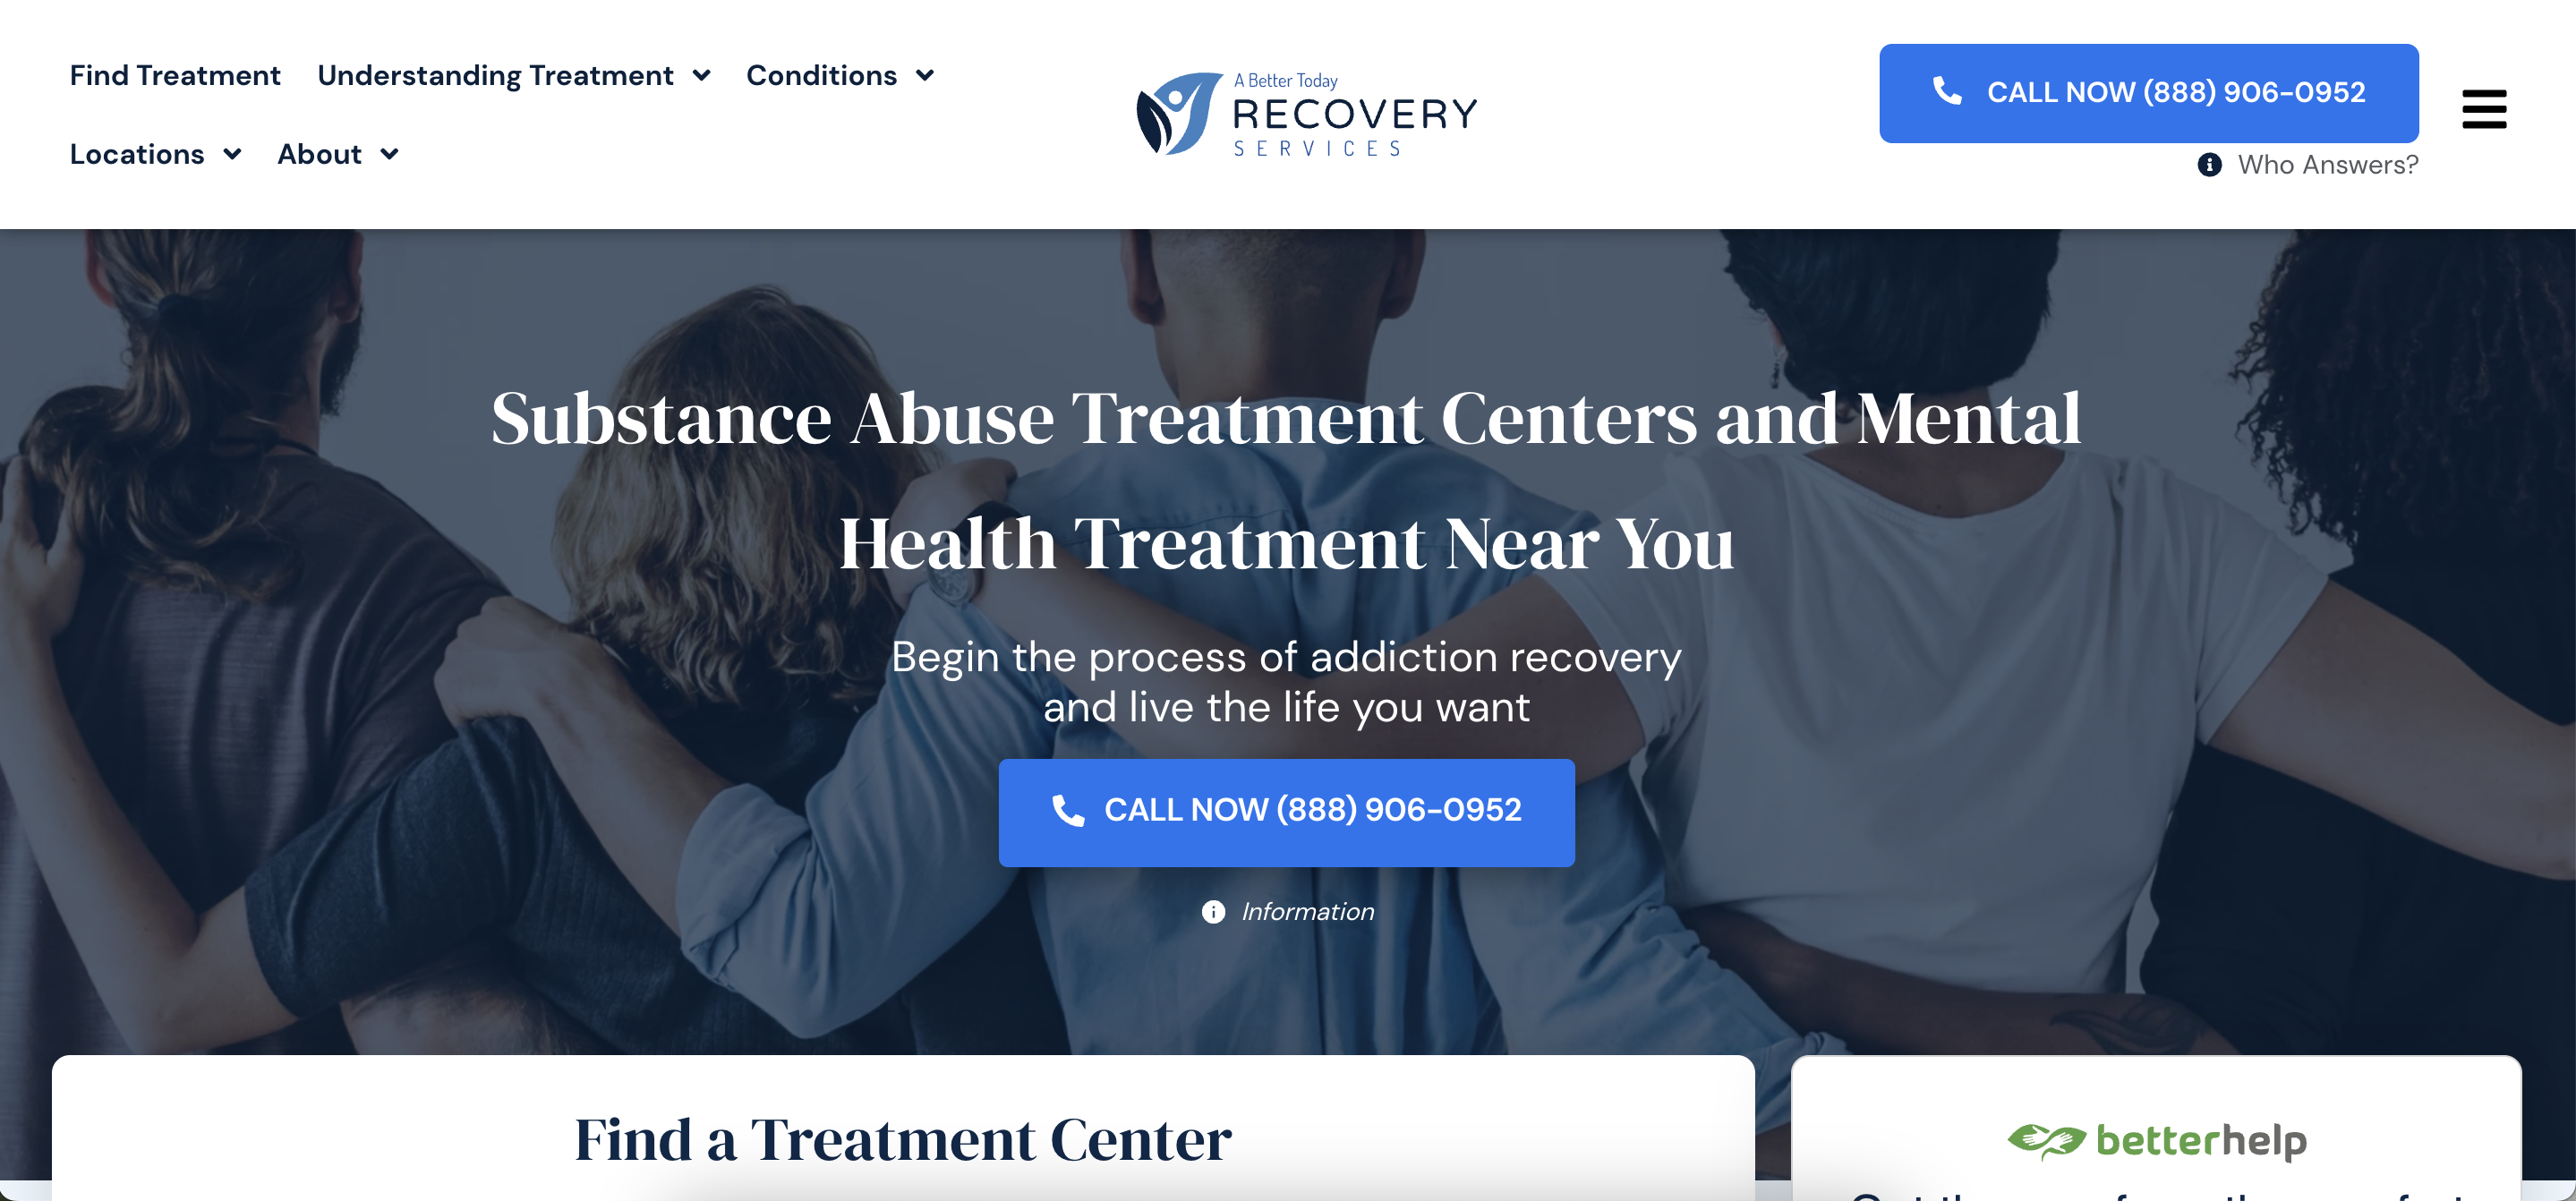 Find Treatment
Understanding Treatment
Conditions
Locations
About
A Better Today
RECOVERY
SERVICES
CALL NOW (888) 906-0952
Who Answers?
Substance Abuse Treatment Centers and Mental
Health Treatment Near You
Begin the process of addiction recovery
and live the life you want
CALL NOW (888) 906-0952
Information
Find a Treatment Center
betterhelp